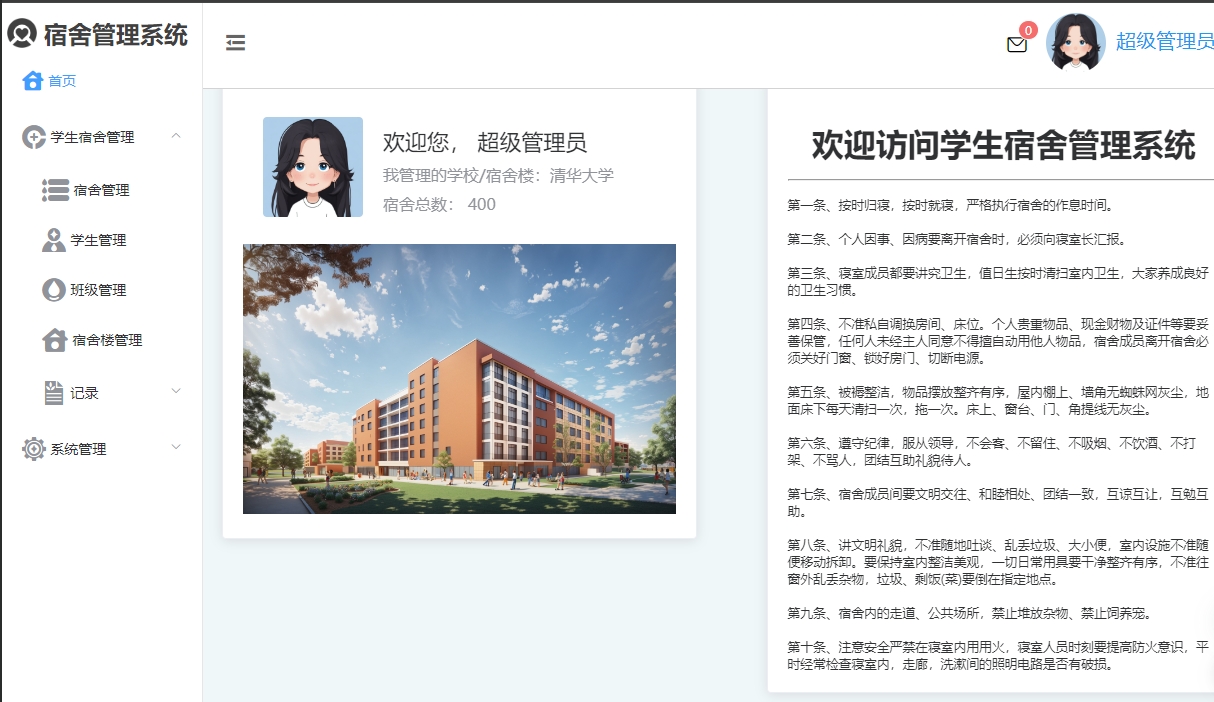 宿舍管理系统
首页
学生宿舍管理
宿舍管理
学生管理
班级管理
宿舍楼管理
记录
系统管理
0
超级管理员
欢迎您， 超级管理员
我管理的学校/宿舍楼：清华大学
宿舍总数： 400
欢迎访问学生宿舍管理系统
第一条、按时归寝，按时就寝，严格执行宿舍的作息时间。
第二条、个人因事、因病要离开宿舍时，必须向寝室长汇报。
第三条、寝室成员都要讲究卫生，值日生按时清扫室内卫生，大家养成良好
的卫生习惯。
第四条、不准私自调换房间、床位。个人贵重物品、现金财物及证件等要妥
善保管，任何人未经主人同意不得擅自动用他人物品，宿舍成员离开宿舍必
须关好门窗、锁好房门、切断电源。
第五条、被褥整洁，物品摆放整齐有序，屋内棚上、墙角无蜘蛛网灰尘，地
面床下每天清扫一次，拖一次。床上、窗台、门、角提线无灰尘。
第六条、遵守纪律，服从领导，不会客、不留住、不吸烟、不饮酒、不打
架、不骂人，团结互助礼貌待人。
第七条、宿舍成员间要文明交往、和睦相处、团结一致，互谅互让，互勉互
助。
第八条、讲文明礼貌，不准随地吐谈、乱丢垃圾、大小便，室内设施不准随
便移动拆卸。要保持室内整洁美观，一切日常用具要干净整齐有序，不准往
窗外乱丢杂物，垃圾、剩饭(菜)要倒在指定地点。
第九条、宿舍内的走道、公共场所，禁止堆放杂物、禁止饲养宠。
第十条、注意安全严禁在寝室内用用火，寝室人员时刻要提高防火意识，平
时经常检查寝室内，走廊，洗漱间的照明电路是否有破损。